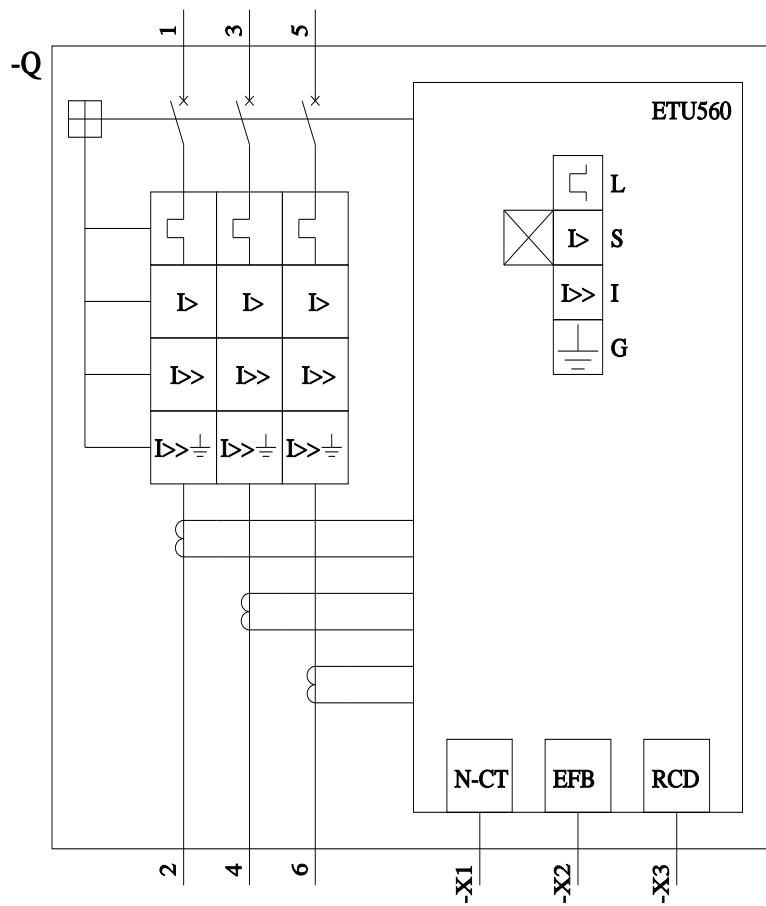 1 3 5
-Q
ETU560
L
I> S
I> I> I> I>> I
G
I>> I>> I>>
I>> I>> I>>
N-CT EFB RCD
2 4 6 -X1 -X2 -X3